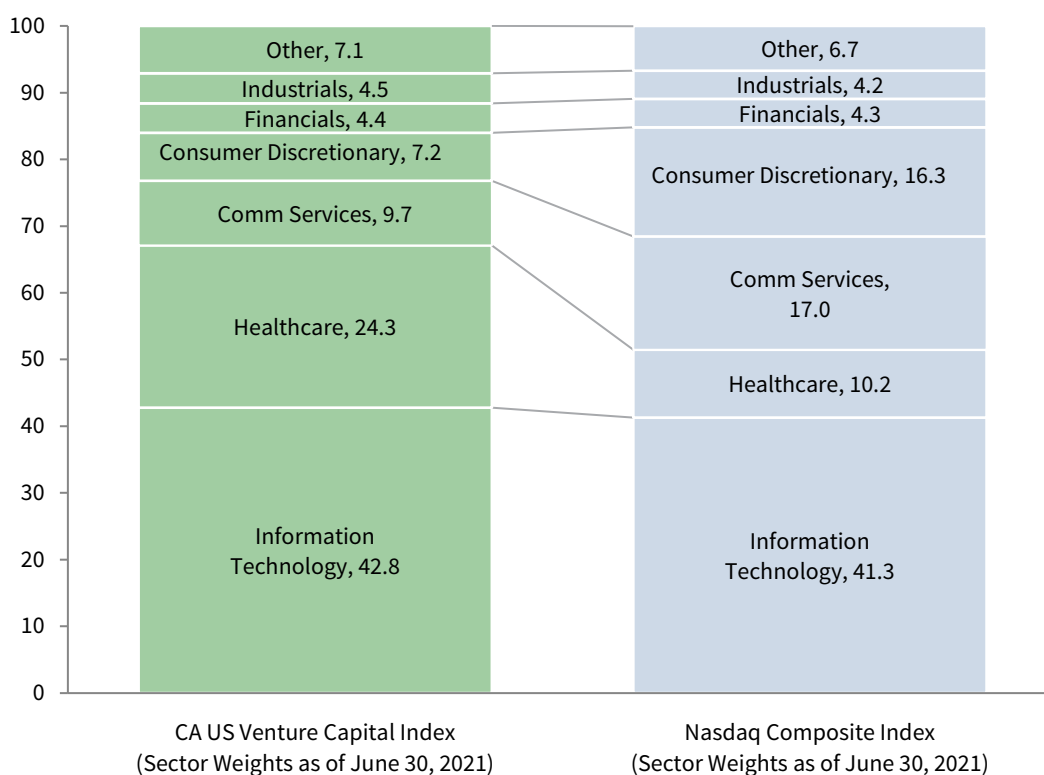 100
90
80
70
60
50
40
30
20
10
0
Other, 7.1
Industrials, 4.5
Financials, 4.4
Consumer Discretionary, 7.2
Comm Services, 9.7
Healthcare, 24.3
Information
Technology, 42.8
Other, 6.7
Industrials, 4.2
Financials, 4.3
Consumer Discretionary, 16.3
Comm Services,
17.0
Healthcare, 10.2
Information
Technology, 41.3
CA US Venture Capital Index
(Sector Weights as of June 30, 2021)
Nasdaq Composite Index
(Sector Weights as of June 30, 2021)